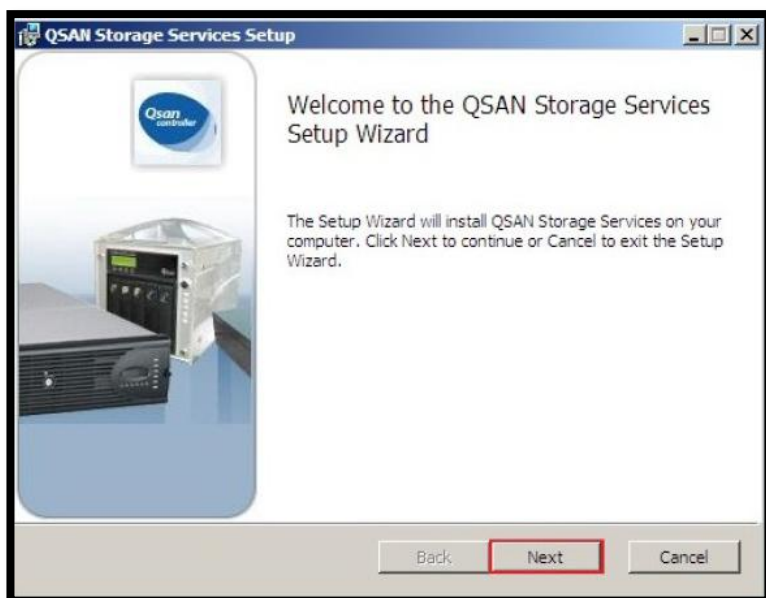 QSAN Storage Services Setup
Qsan
controller
Welcome to the QSAN Storage Services
Setup Wizard
The Setup Wizard will install QSAN Storage Services on your
computer. Click Next to continue or Cancel to exit the Setup
Wizard.
Back
Next
Cancel